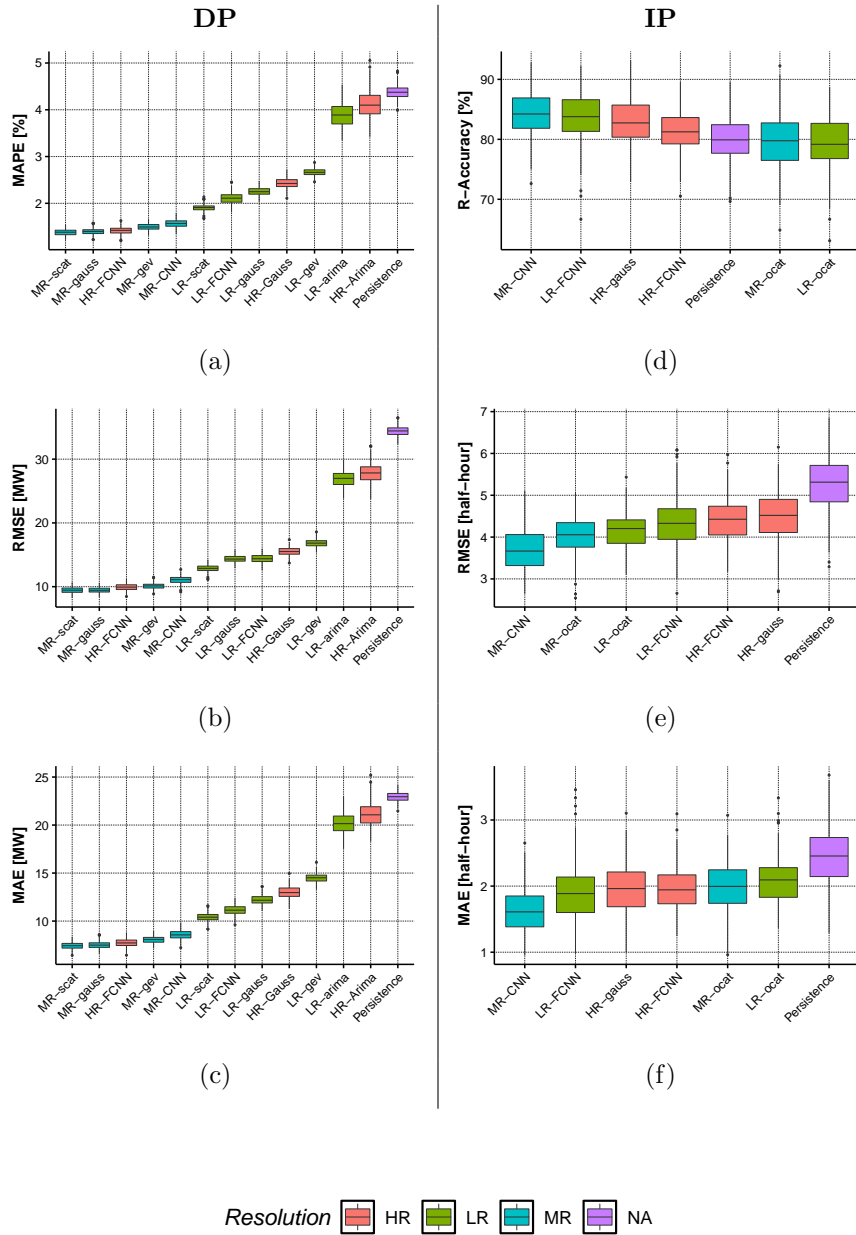 DP
IP
MAPE [%]
5
4
3
2
MR−scat
MR−gauss
HR−FCNN
MR−gev
MR−CNN
LR−scat
LR−FCNN
LR−gauss
HR−Gauss
LR−gev
LR−arima
HR−Arima
Persistence
(a)
R−Accuracy [%]
90
80
70
MR−CNN
LR−FCNN
HR−gauss
HR−FCNN
Persistence
MR−ocat
LR−ocat
(d)
RMSE [MW]
30
20
10
MR−scat
MR−gauss
HR−FCNN
MR−gev
MR−CNN
LR−scat
LR−gauss
LR−FCNN
HR−Gauss
LR−gev
LR−arima
HR−Arima
Persistence
(b)
RMSE [half−hour]
7
6
5
4
3
MR−CNN
MR−ocat
LR−ocat
LR−FCNN
HR−FCNN
HR−gauss
Persistence
(e)
MAE [MW]
25
20
15
10
MR−scat
MR−gauss
HR−FCNN
MR−gev
MR−CNN
LR−scat
LR−FCNN
LR−gauss
HR−Gauss
LR−gev
LR−arima
HR−Arima
Persistence
(c)
MAE [half−hour]
3
2
1
MR−CNN
LR−FCNN
HR−gauss
HR−FCNN
MR−ocat
LR−ocat
Persistence
(f)
Resolution HR LR MR NA